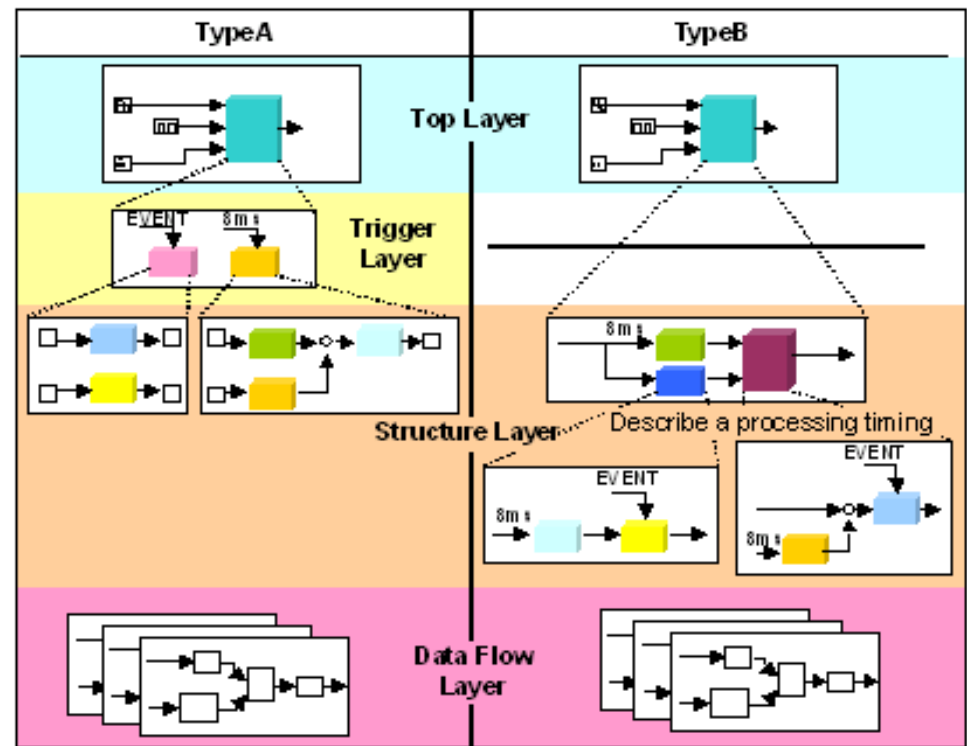 TypeA
TypeB
Top Layer
EVENT
8ms
Trigger
Layer
8ms
Structure Layer
Describe a processing timing
EVENT
8ms
EVENT
8ms
Data Flow
Layer